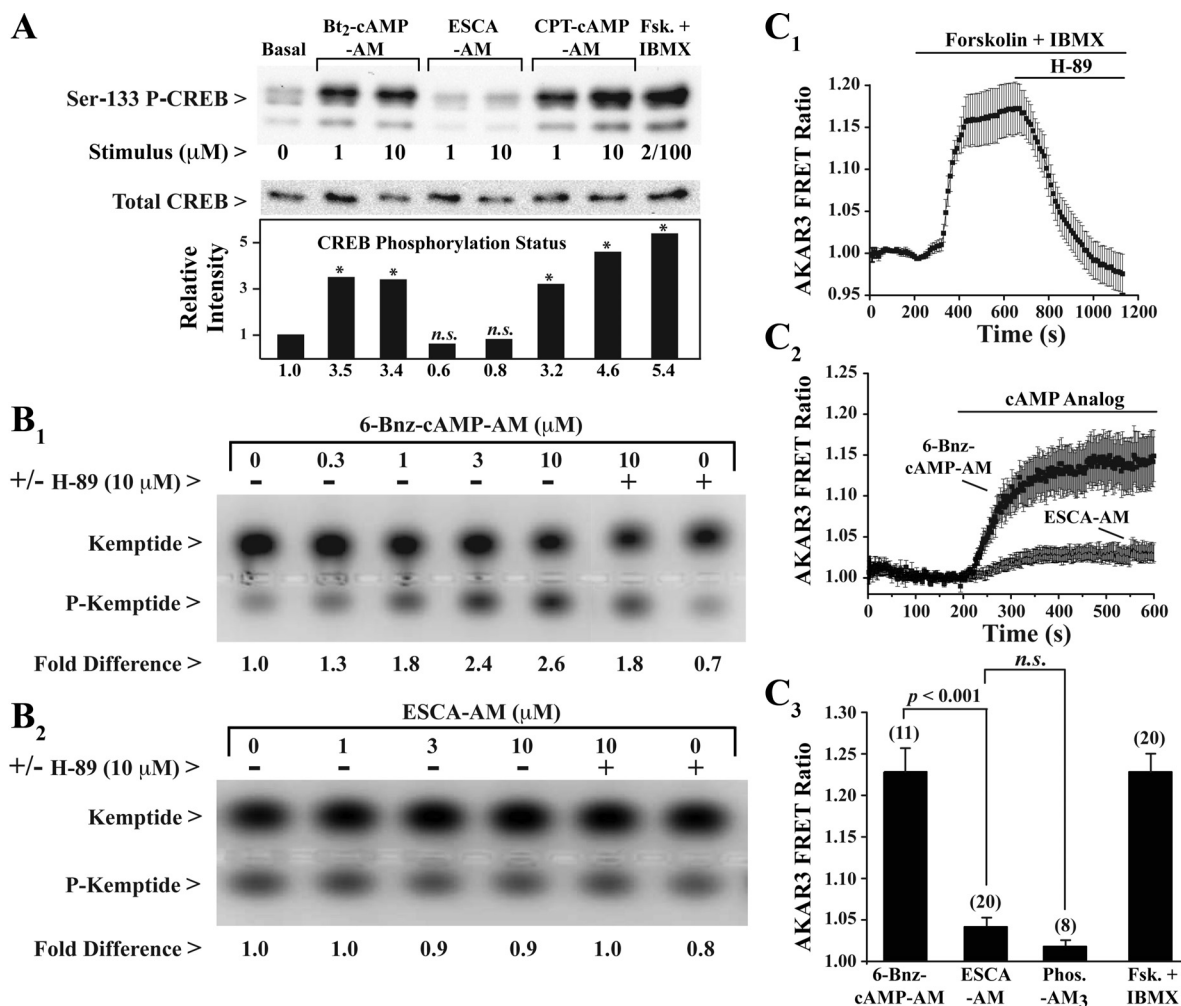 A
Basal
Bt2-cAMP
-AM
ESCA
-AM
CPT-cAMP
-AM
Fsk. +
IBMX
Ser-133 P-CREB >
Stimulus (µM) > 0 1 10 1 10 1 10 2/100
Total CREB >
CREB Phosphorylation Status
Relative
Intensity
5
3
1
* * n.s. n.s. * * *
1.0 3.5 3.4 0.6 0.8 3.2 4.6 5.4
B1
6-Bnz-cAMP-AM (µM)
0 0.3 1 3 10 10 0
+/- H-89 (10 µM) > - - - - - + +
Kemptide >
P-Kemptide >
Fold Difference > 1.0 1.3 1.8 2.4 2.6 1.8 0.7
B2
ESCA-AM (µM)
0 1 3 10 10 0
+/- H-89 (10 µM) > - - - - + +
Kemptide >
P-Kemptide >
Fold Difference > 1.0 1.0 0.9 0.9 1.0 0.8
C1
Forskolin + IBMX
H-89
AKAR3 FRET Ratio
1.20
1.15
1.10
1.05
1.00
0.95
0 200 400 600 800 1000 1200
Time (s)
C2
cAMP Analog
6-Bnz-
cAMP-AM
ESCA-AM
AKAR3 FRET Ratio
1.25
1.20
1.15
1.10
1.05
1.00
0 100 200 300 400 500 600
Time (s)
C3
n.s.
p < 0.001
(11) (20) (8) (20)
AKAR3 FRET Ratio
1.30
1.25
1.20
1.15
1.10
1.05
1.00
6-Bnz-
cAMP-AM
ESCA
-AM
Phos.
-AM3
Fsk. +
IBMX